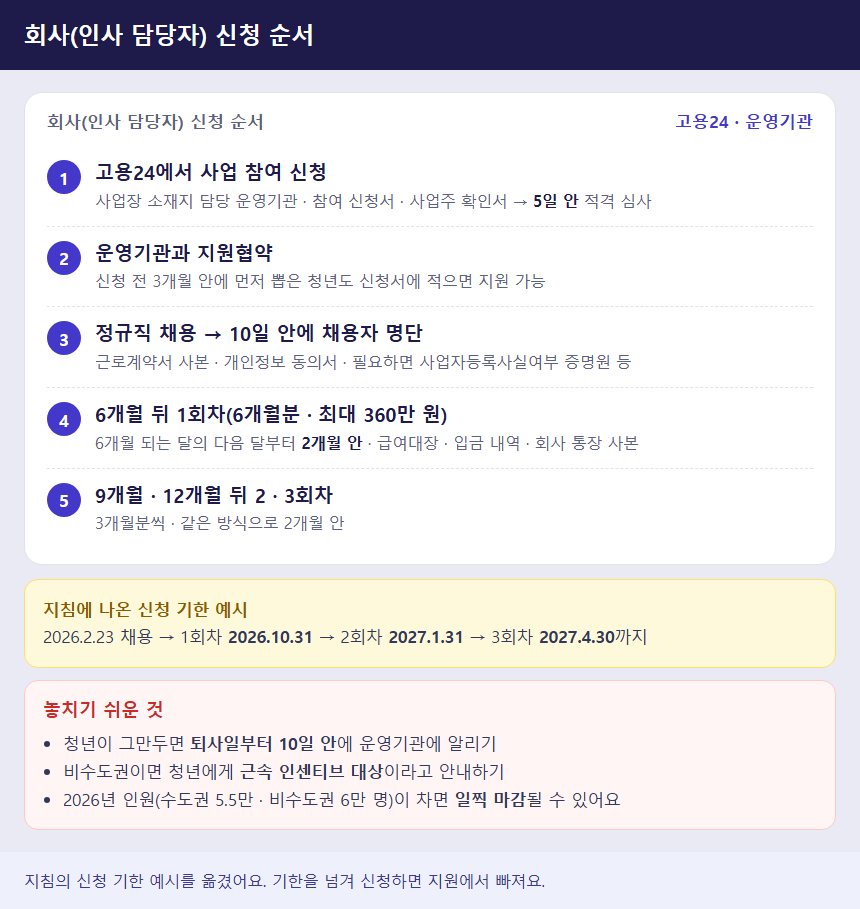 회사(인사 담당자) 신청 순서
회사(인사 담당자) 신청 순서
고용24 · 운영기관
1
고용24에서 사업 참여 신청
사업장 소재지 담당 운영기관 · 참여 신청서 · 사업주 확인서 → 5일 안 적격 심사
2
운영기관과 지원협약
신청 전 3개월 안에 먼저 뽑은 청년도 신청서에 적으면 지원 가능
3
정규직 채용 → 10일 안에 채용자 명단
근로계약서 사본 · 개인정보 동의서 · 필요하면 사업자등록사실여부 증명원 등
4
6개월 뒤 1회차(6개월분 · 최대 360만 원)
6개월 되는 달의 다음 달부터 2개월 안 · 급여대장 · 입금 내역 · 회사 통장 사본
5
9개월 · 12개월 뒤 2 · 3회차
3개월분씩 · 같은 방식으로 2개월 안
지침에 나온 신청 기한 예시
2026.2.23 채용 → 1회차 2026.10.31 → 2회차 2027.1.31 → 3회차 2027.4.30까지
놓치기 쉬운 것
• 청년이 그만두면 퇴사일부터 10일 안에 운영기관에 알리기
• 비수도권이면 청년에게 근속 인센티브 대상이라고 안내하기
• 2026년 인원(수도권 5.5만 · 비수도권 6만 명)이 차면 일찍 마감될 수 있어요
지침의 신청 기한 예시를 옮겼어요. 기한을 넘겨 신청하면 지원에서 빠져요.